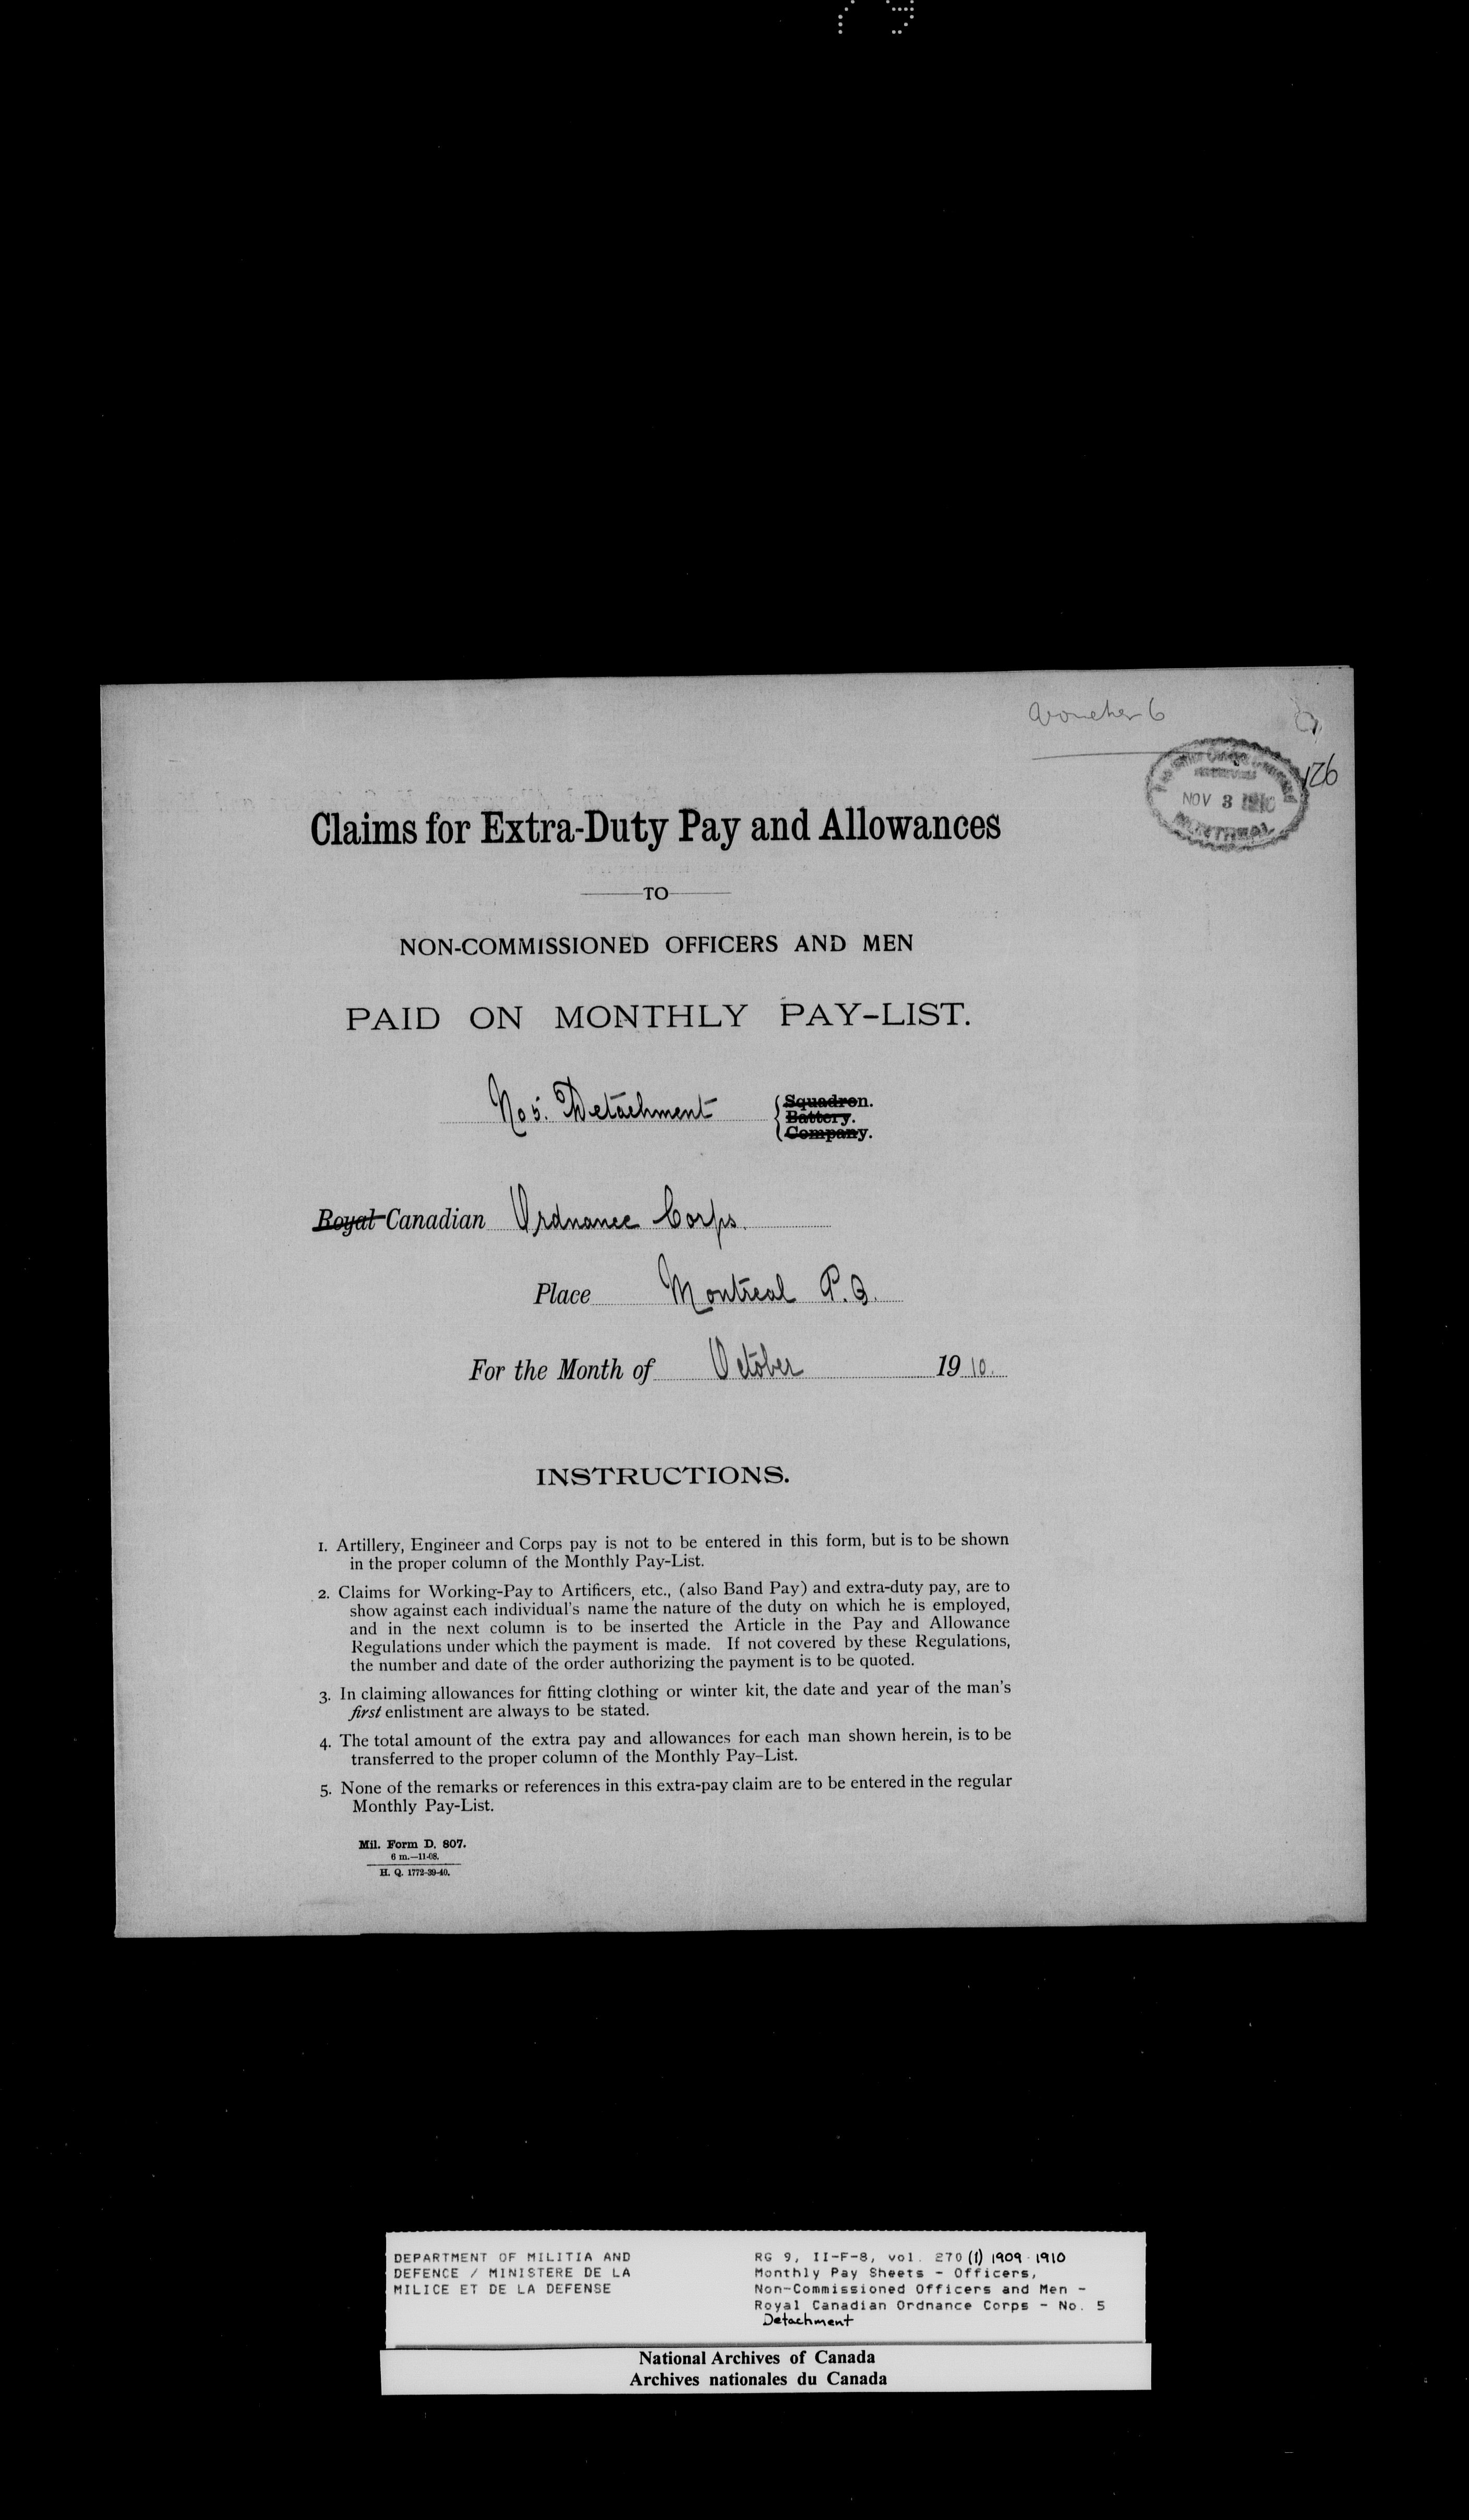 Voucher 6
126
NOV 3 1910
MONTREAL
Claims for Extra-Duty Pay and Allowances
TO
NON-COMMISSIONED OFFICERS AND MEN
PAID ON MONTHLY PAY-LIST.
No 5. Detachment
Squadron.
Battery.
Company.
Royal Canadian Ordnance Corps.
Place Montreal P.Q.
For the Month of October 1910.
INSTRUCTIONS.
1. Artillery, Engineer and Corps pay is not to be entered in this form, but is to be shown
in the proper column of the Monthly Pay-List.
2. Claims for Working-Pay to Artificers, etc., (also Band Pay) and extra-duty pay, are to
show against each individual's name the nature of the duty on which he is employed,
and in the next column is to be inserted the Article in the Pay and Allowance
Regulations under which the payment is made. If not covered by these Regulations,
the number and date of the order authorizing the payment is to be quoted.
3. In claiming allowances for fitting clothing or winter kit, the date and year of the man's
first enlistment are always to be stated.
4. The total amount of the extra pay and allowances for each man shown herein, is to be
transferred to the proper column of the Monthly Pay-List.
5. None of the remarks or references in this extra-pay claim are to be entered in the regular
Monthly Pay-List.
Mil. Form D. 807.
6 m.—11-08.
H. Q. 1772-39-40.
DEPARTMENT OF MILITIA AND
DEFENCE / MINISTERE DE LA
MILICE ET DE LA DEFENSE
RG 9, II-F-8, vol. 270 (1) 1909-1910
Monthly Pay Sheets - Officers,
Non-Commissioned Officers and Men -
Royal Canadian Ordnance Corps - No. 5
Detachment
National Archives of Canada
Archives nationales du Canada